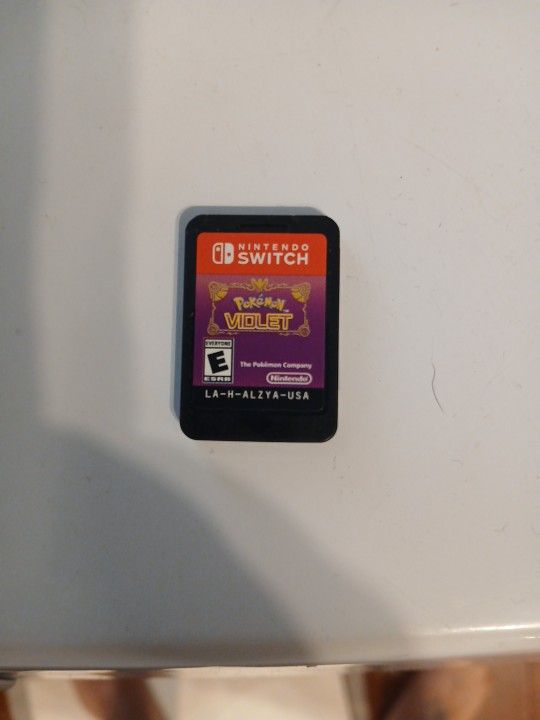 NINTENDO
SWITCH
POKéMON
VIOLET
EVERYONE
E
ESRB
The Pokémon Company
Nintendo
LA-H-ALZYA-USA